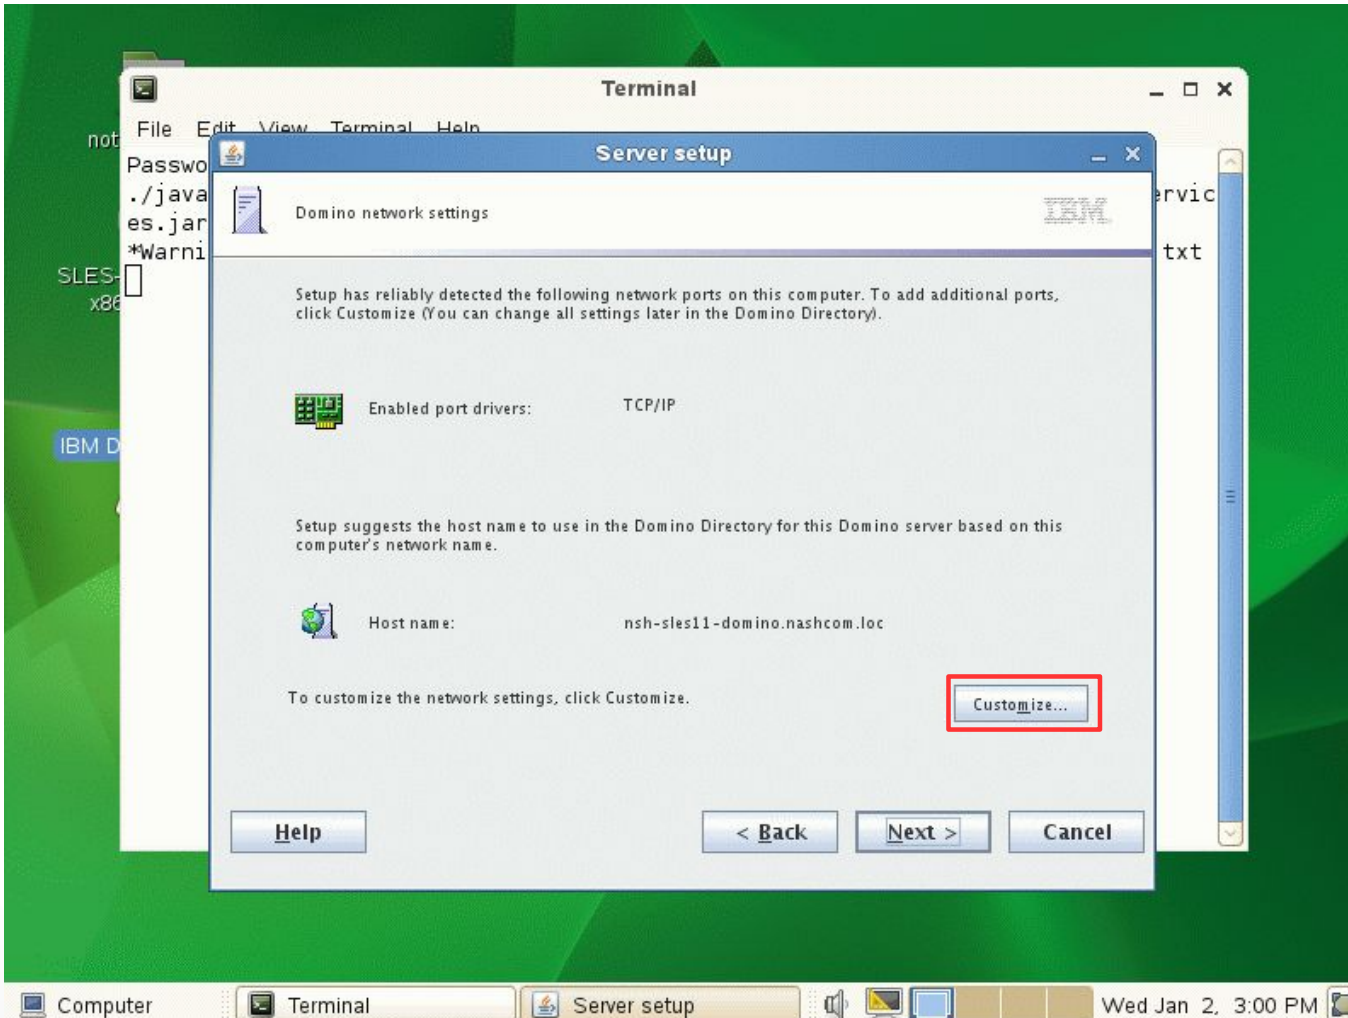 Terminal
File Edit View Terminal Help
not
Passwo
Server setup
./java
ervic
Domino network settings
IBM
es.jar
*Warni
txt
SLES-
x86
Setup has reliably detected the following network ports on this computer. To add additional ports,
click Customize (You can change all settings later in the Domino Directory).
Enabled port drivers: TCP/IP
IBM D
Setup suggests the host name to use in the Domino Directory for this Domino server based on this
computer's network name.
Host name: nsh-sles11-domino.nashcom.loc
To customize the network settings, click Customize.
Customize...
Help < Back Next > Cancel
Computer Terminal Server setup Wed Jan 2, 3:00 PM